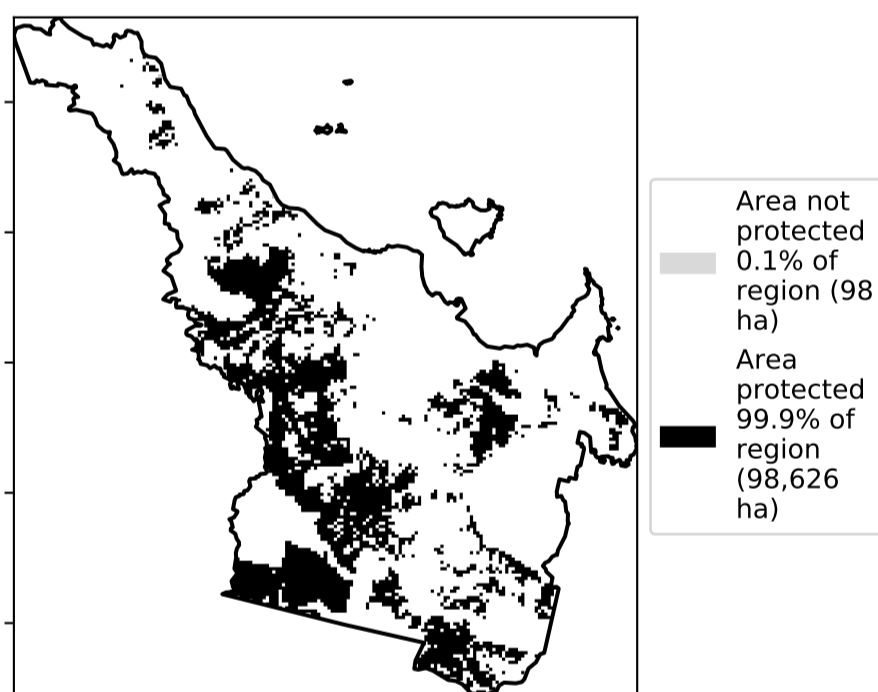 Area not
protected
0.1% of
region (98
ha)
Area
protected
99.9% of
region
(98,626
ha)